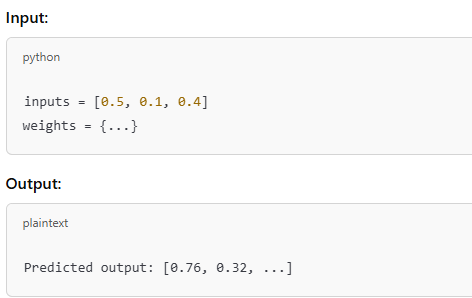 Input:
python
inputs = [0.5, 0.1, 0.4]
weights = {...}
Output:
plaintext
Predicted output: [0.76, 0.32, ...]